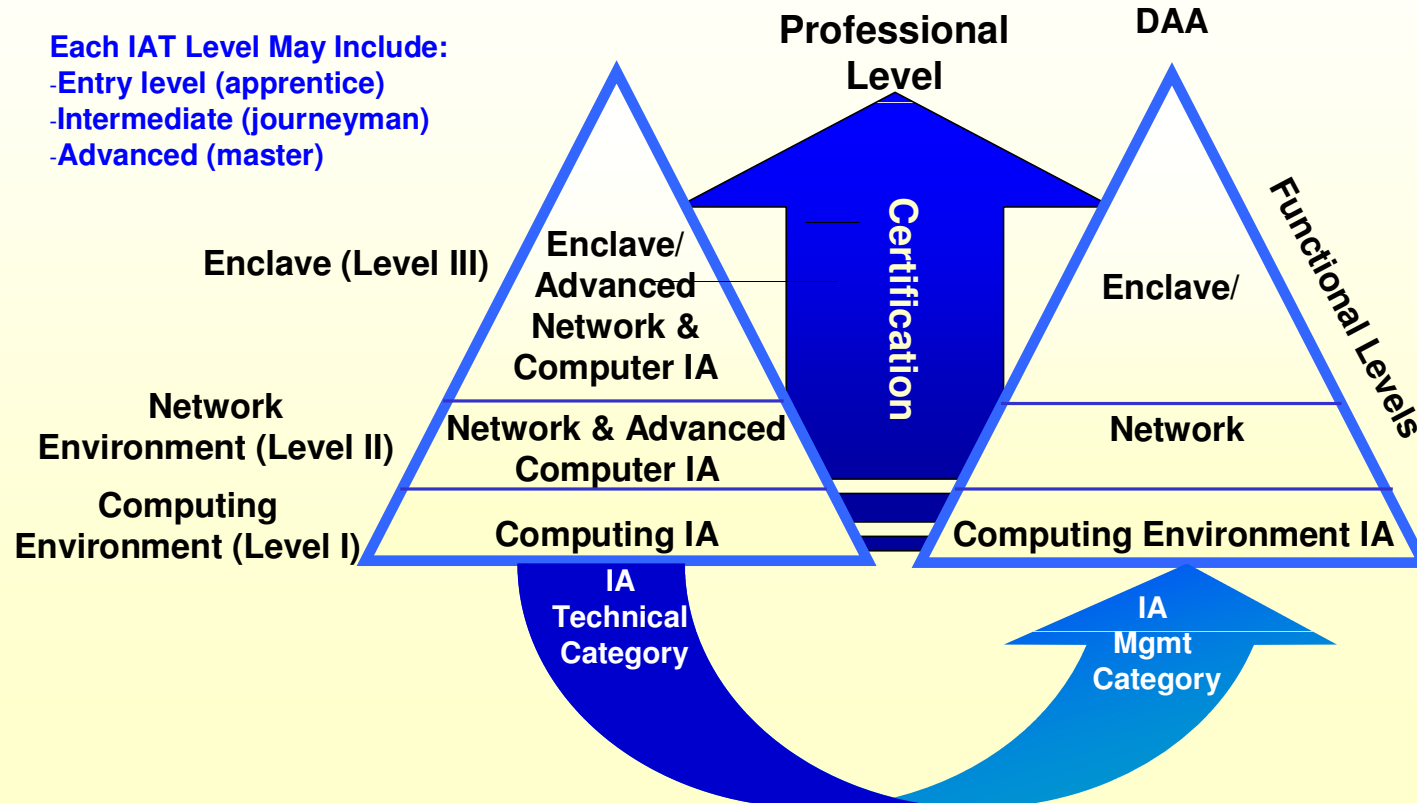 Each IAT Level May Include:
-Entry level (apprentice)
-Intermediate (journeyman)
-Advanced (master)
Professional
Level
DAA
Enclave (Level III)
Network
Environment (Level II)
Computing
Environment (Level I)
Enclave/
Advanced
Network &
Computer IA
Network & Advanced
Computer IA
Computing IA
Certification
Enclave/
Network
Computing Environment IA
Functional Levels
IA
Technical
Category
IA
Mgmt
Category